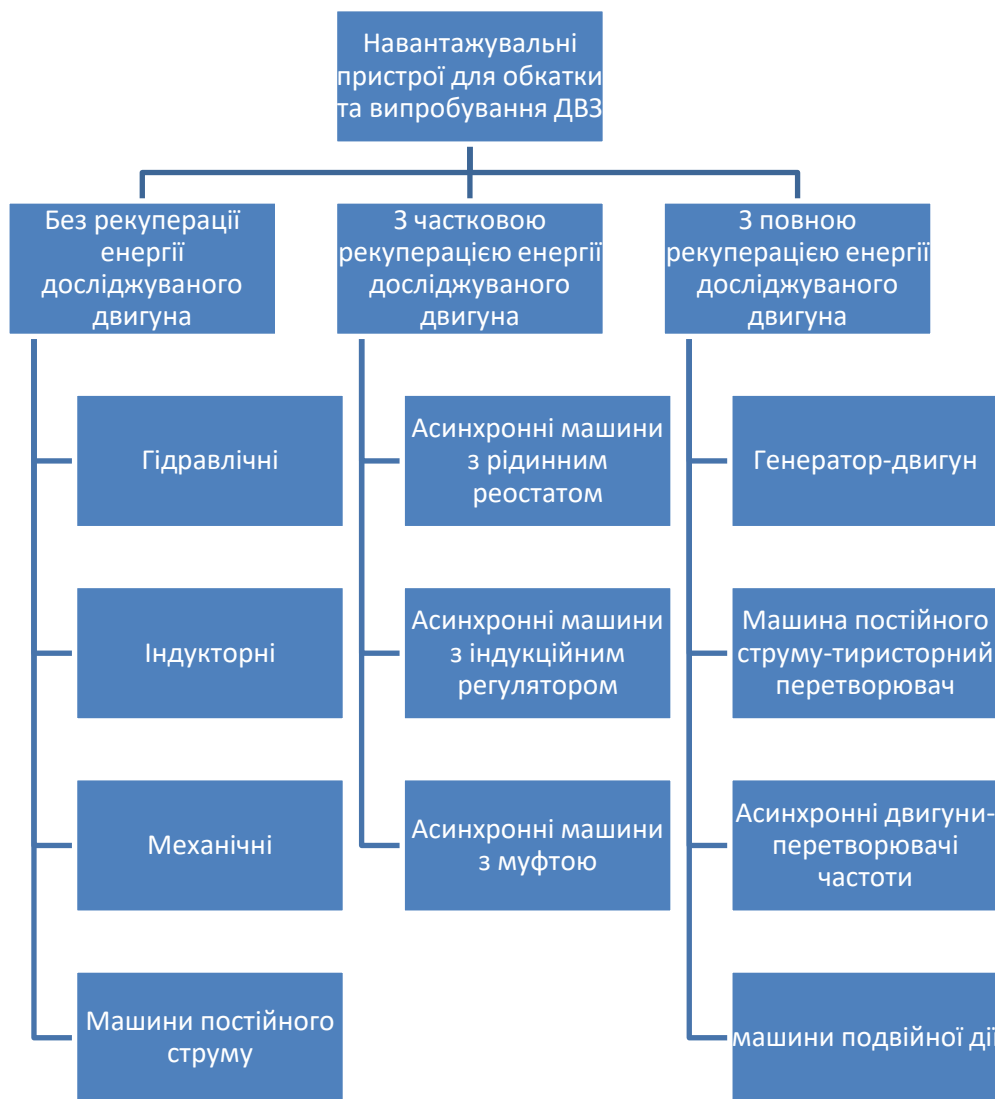 Навантажувальні
пристрої для обкатки
та випробування ДВЗ
Без рекуперації
енергії
досліджуваного
двигуна
З частковою
рекуперацією енергії
досліджуваного
двигуна
З повною
рекуперацією енергії
досліджуваного
двигуна
Гідравлічні
Асинхронні машини
з рідинним
реостатом
Генератор-двигун
Індукторні
Асинхронні машини
з індукційним
регулятором
Машина постійного
струму-тиристорний
перетворювач
Механічні
Асинхронні машини
з муфтою
Асинхронні двигуни-
перетворювачі
частоти
Машини постійного
струму
машини подвійної дії